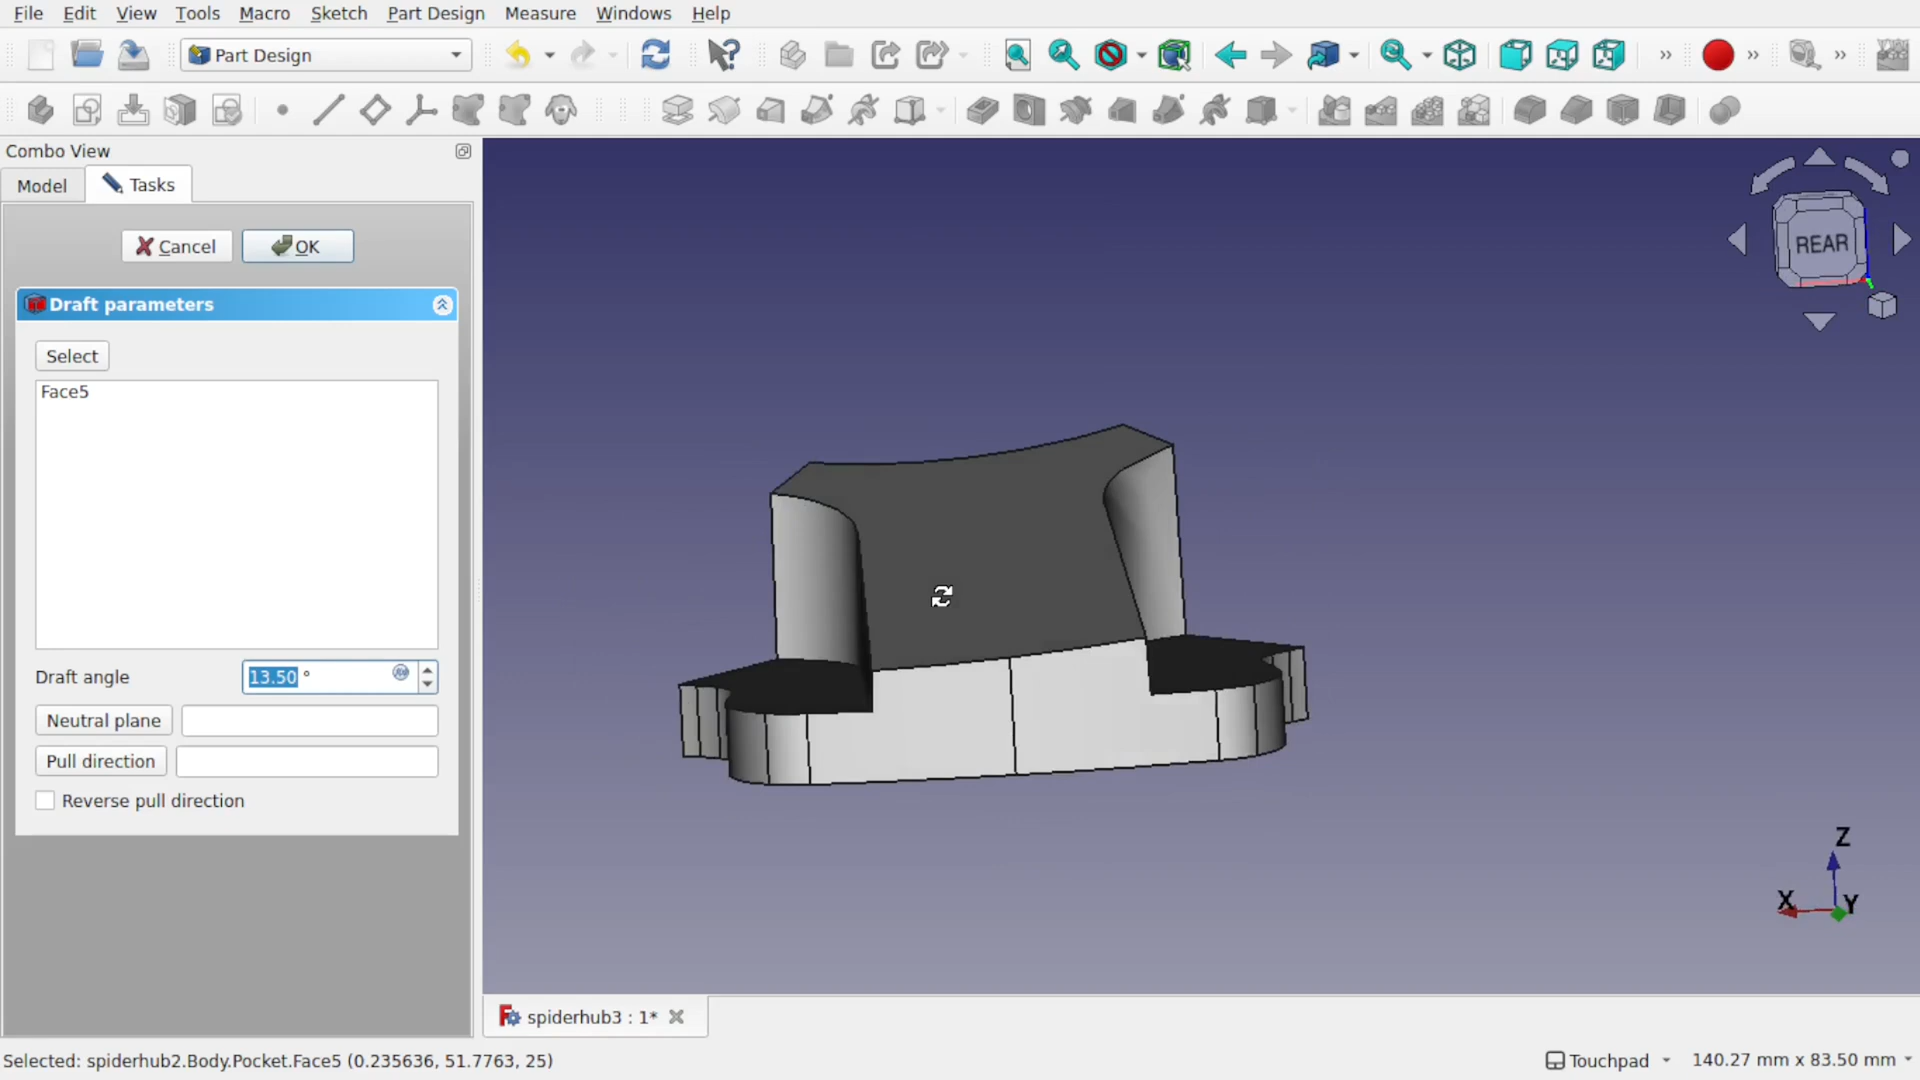 File Edit View Tools Macro Sketch Part Design Measure Windows Help
Part Design
Combo View
Model Tasks
Cancel OK
Draft parameters
Select
Face5
Draft angle 13.50 °
Neutral plane
Pull direction
Reverse pull direction
REAR
Z
X Y
spiderhub3 : 1*
Selected: spiderhub2.Body.Pocket.Face5 (0.235636, 51.7763, 25) Touchpad 140.27 mm x 83.50 mm